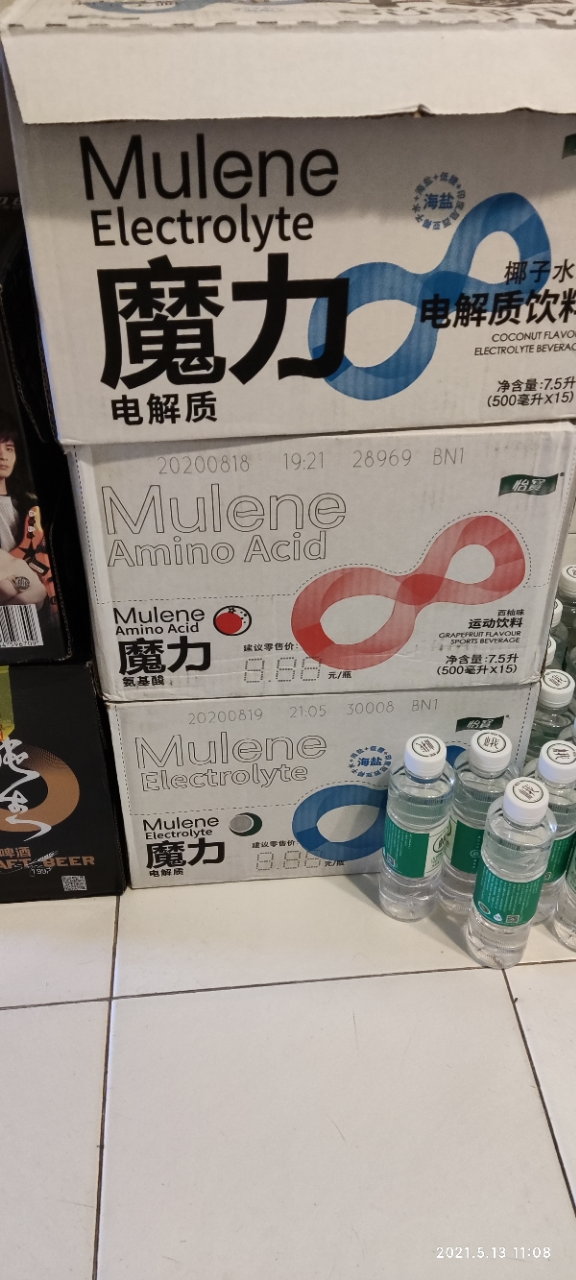 Mulene
Electrolyte
魔力
电解质
海盐
椰子水
电解质饮料
COCONUT FLAVO
ELECTROLYTE BEVERAG
净含量:7.5升
(500毫升X15)
20200818 19:21 28969 BN1
怡宝
Mulene
Amino Acid
Mulene
Amino Acid
魔力
氨基酸
建议零售价:
8.88 元/瓶
西柚味
运动饮料
GRAPEFRUIT FLAVOUR
SPORTS BEVERAGE
净含量:7.5升
(500毫升X15)
20200819 21:05 30008 BN1
怡宝
Mulene
Electrolyte
海盐
Mulene
Electrolyte
魔力
电解质
建议零售价:
8.88 元/瓶
啤酒
AFT BEER
2021.5.13 11:08